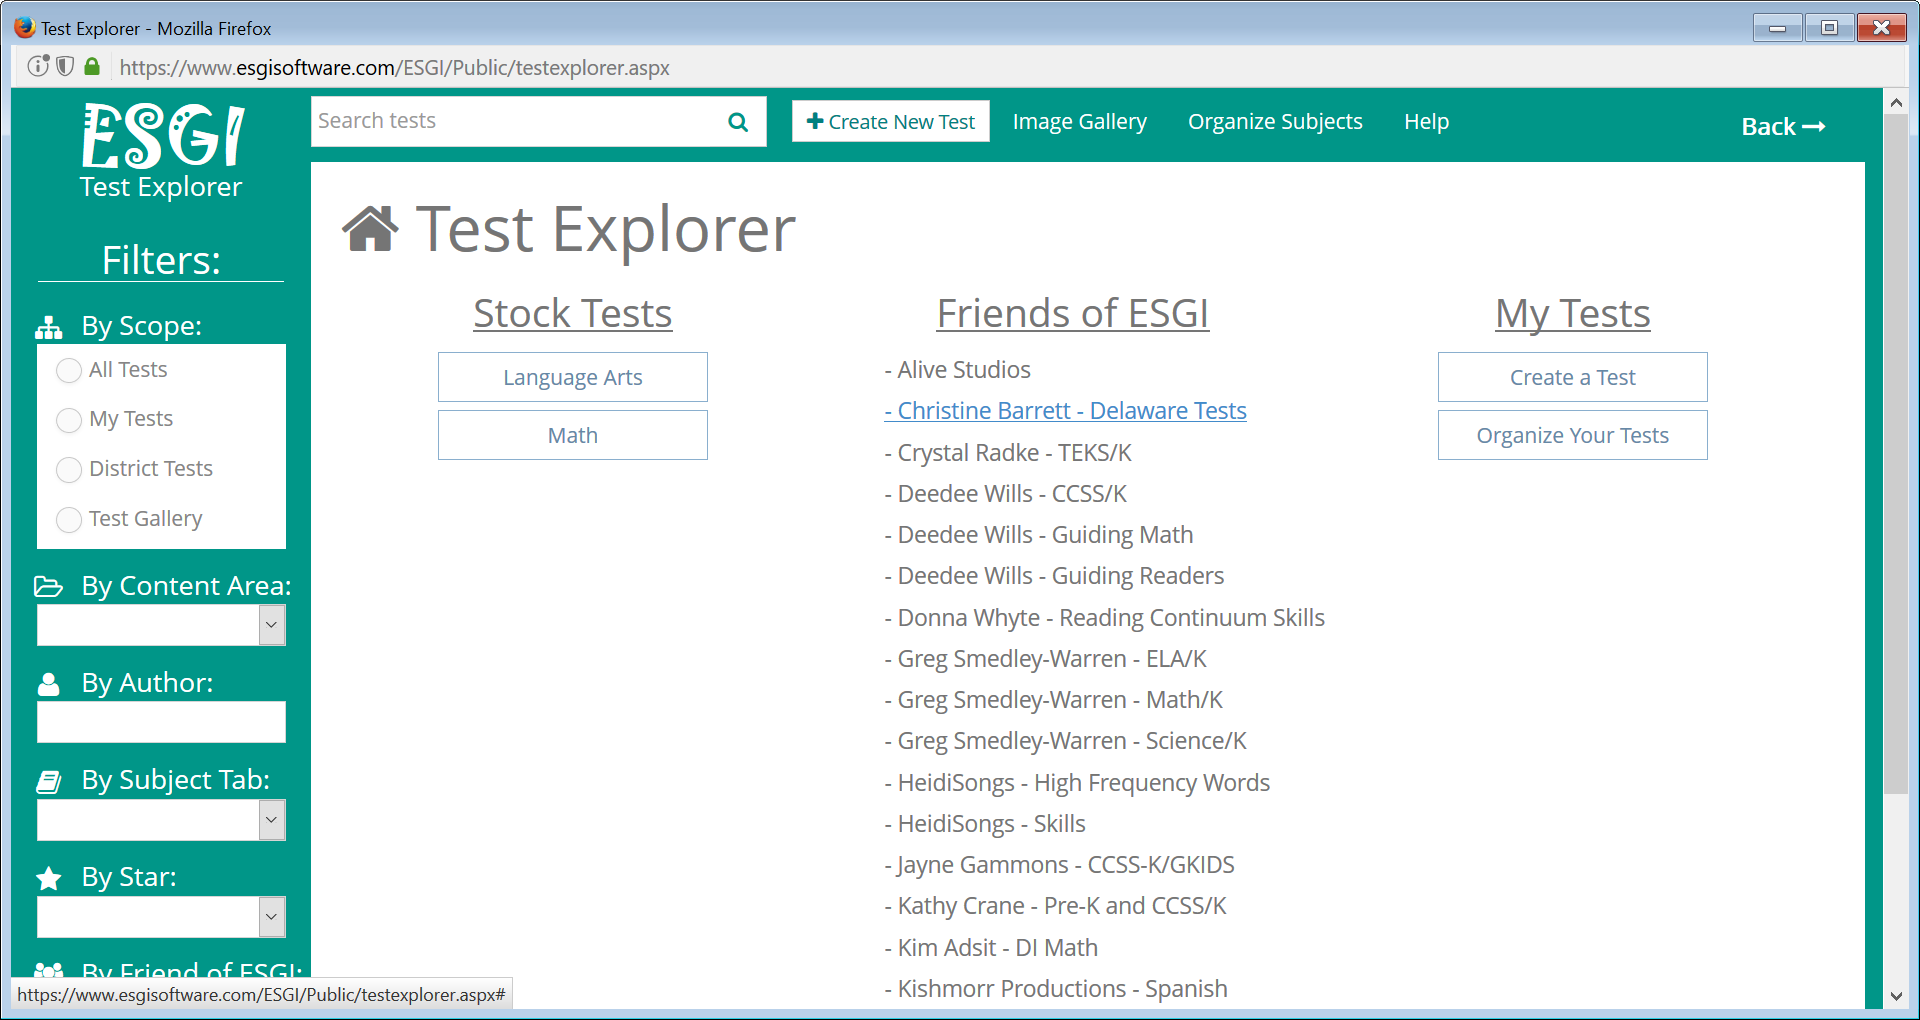 Test Explorer - Mozilla Firefox
https://www.esgisoftware.com/ESGI/Public/testexplorer.aspx
ESGI
Test Explorer
Search tests
Create New Test
Image Gallery
Organize Subjects
Help
Back
Filters:
By Scope:
All Tests
My Tests
District Tests
Test Gallery
By Content Area:
By Author:
By Subject Tab:
By Star:
By Friend of ESGI:
Test Explorer
Stock Tests
Language Arts
Math
Friends of ESGI
- Alive Studios
- Christine Barrett - Delaware Tests
- Crystal Radke - TEKS/K
- Deedee Wills - CCSS/K
- Deedee Wills - Guiding Math
- Deedee Wills - Guiding Readers
- Donna Whyte - Reading Continuum Skills
- Greg Smedley-Warren - ELA/K
- Greg Smedley-Warren - Math/K
- Greg Smedley-Warren - Science/K
- HeidiSongs - High Frequency Words
- HeidiSongs - Skills
- Jayne Gammons - CCSS-K/GKIDS
- Kathy Crane - Pre-K and CCSS/K
- Kim Adsit - DI Math
- Kishmorr Productions - Spanish
My Tests
Create a Test
Organize Your Tests
https://www.esgisoftware.com/ESGI/Public/testexplorer.aspx#